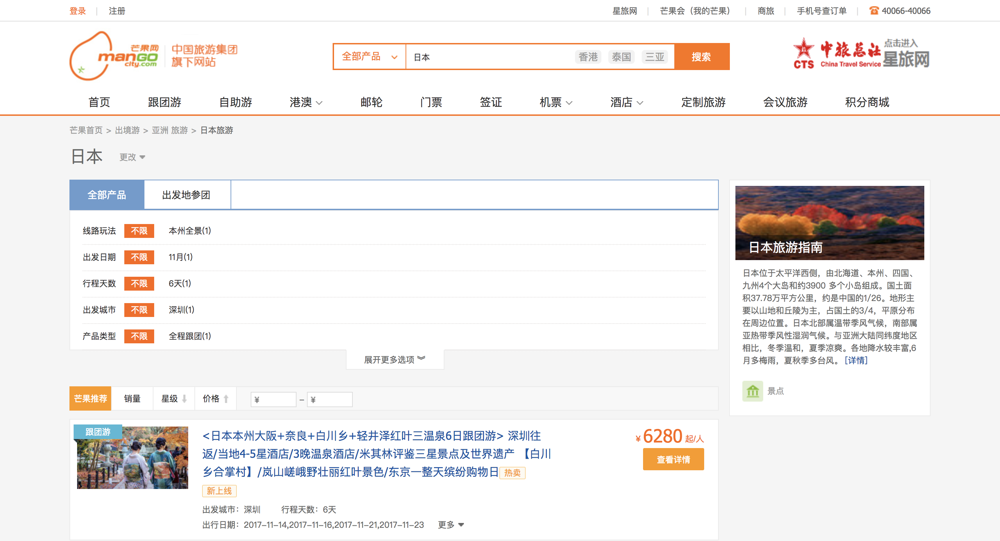 登录 | 注册
星旅网 | 芒果会（我的芒果） | 商旅 | 手机号查订单 | 40066-40066
芒果网
mango
city.com
中国旅游集团
旗下网站
全部产品 日本 香港 泰国 三亚 搜索
CTS
中旅总社
China Travel Service
点击进入
星旅网
首页 跟团游 自助游 港澳 邮轮 门票 签证 机票 酒店 定制旅游 会议旅游 积分商城
芒果首页 > 出境游 > 亚洲 旅游 > 日本旅游
日本 更改
全部产品 出发地参团
线路玩法 不限 本州全景(1)
出发日期 不限 11月(1)
行程天数 不限 6天(1)
出发城市 不限 深圳(1)
产品类型 不限 全程跟团(1)
展开更多选项
芒果推荐 销量 星级 价格 ¥ – ¥
跟团游
<日本本州大阪+奈良+白川乡+轻井泽红叶三温泉6日跟团游> 深圳往
返/当地4-5星酒店/3晚温泉酒店/米其林评鉴三星景点及世界遗产 【白川
乡合掌村】/岚山嵯峨野壮丽红叶景色/东京一整天缤纷购物日 热卖
新上线
出发城市：深圳 行程天数：6天
出行日期：2017-11-14,2017-11-16,2017-11-21,2017-11-23 更多
¥6280 起/人
查看详情
日本旅游指南
日本位于太平洋西侧，由北海道、本州、四国、
九州4个大岛和约3900 多个小岛组成。国土面
积37.78万平方公里，约是中国的1/26。地形主
要以山地和丘陵为主，占国土的3/4，平原分布
在周边位置。日本北部属温带季风气候，南部属
亚热带季风性湿润气候。与亚洲大陆同纬度地区
相比，冬季温和，夏季凉爽。各地降水较丰富,6
月多梅雨，夏秋季多台风。 [详情]
景点